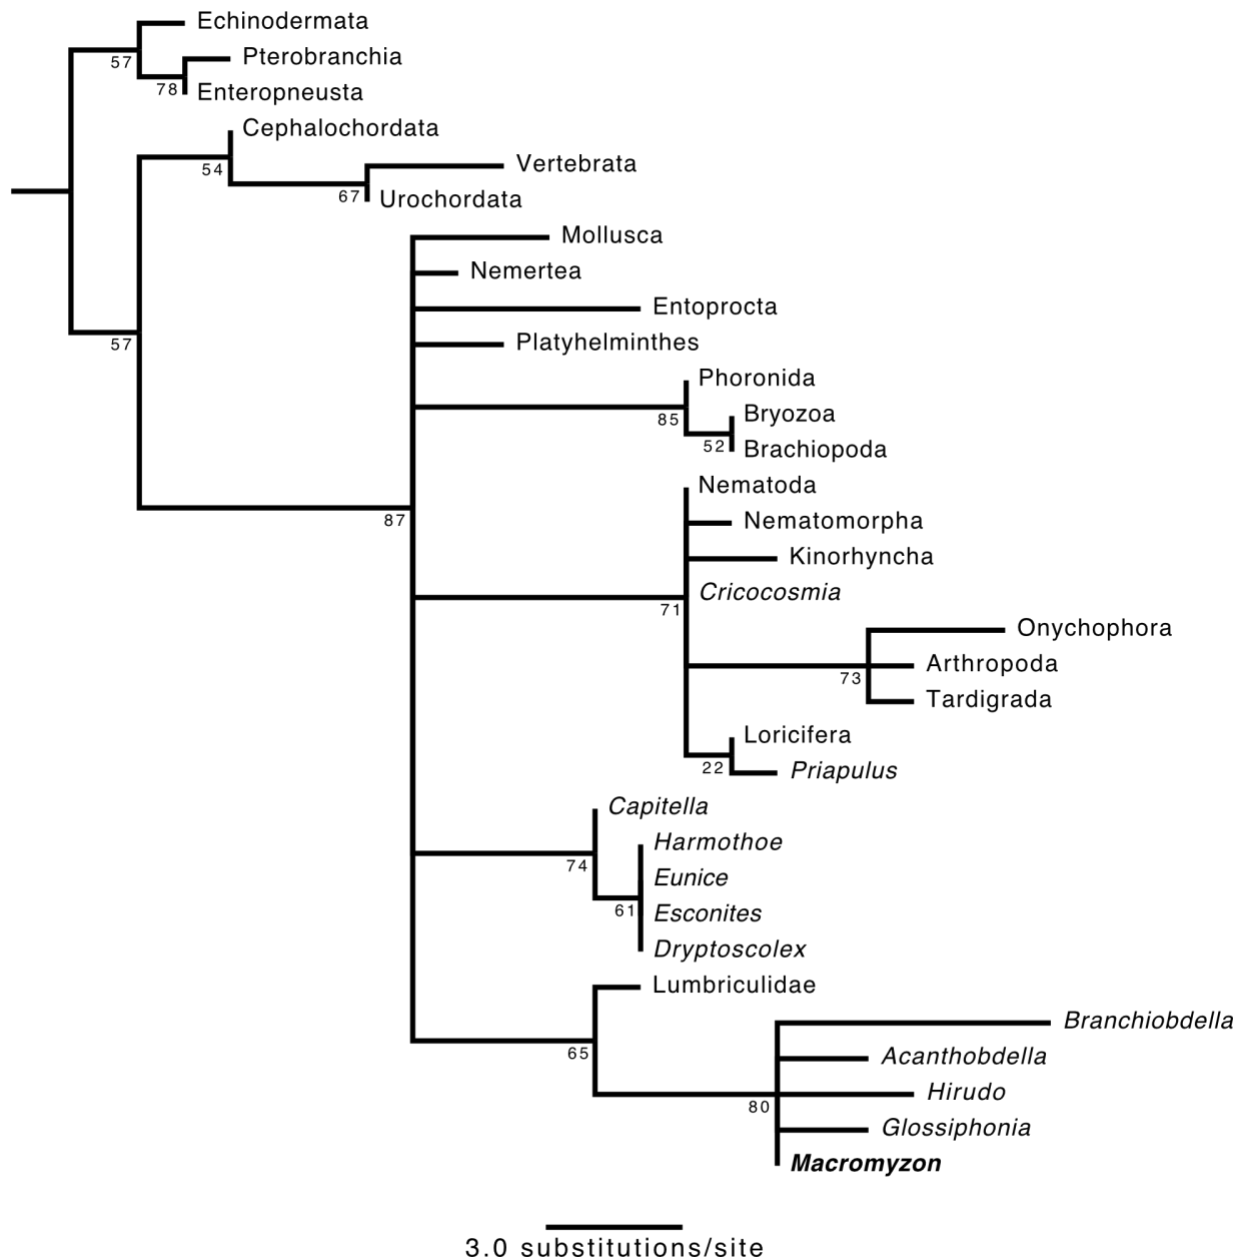 Echinodermata
57
Pterobranchia
78
Enteropneusta
Cephalochordata
54
Vertebrata
67
Urochordata
Mollusca
Nemertea
Entoprocta
57
Platyhelminthes
Phoronida
85
Bryozoa
52
Brachiopoda
Nematoda
87
Nematomorpha
Kinorhyncha
Cricocosmia
71
Onychophora
Arthropoda
73
Tardigrada
Loricifera
22
Priapulus
Capitella
Harmothoe
74
Eunice
61
Esconites
Dryptoscolex
Lumbriculidae
Branchiobdella
65
Acanthobdella
Hirudo
80
Glossiphonia
Macromyzon
3.0 substitutions/site